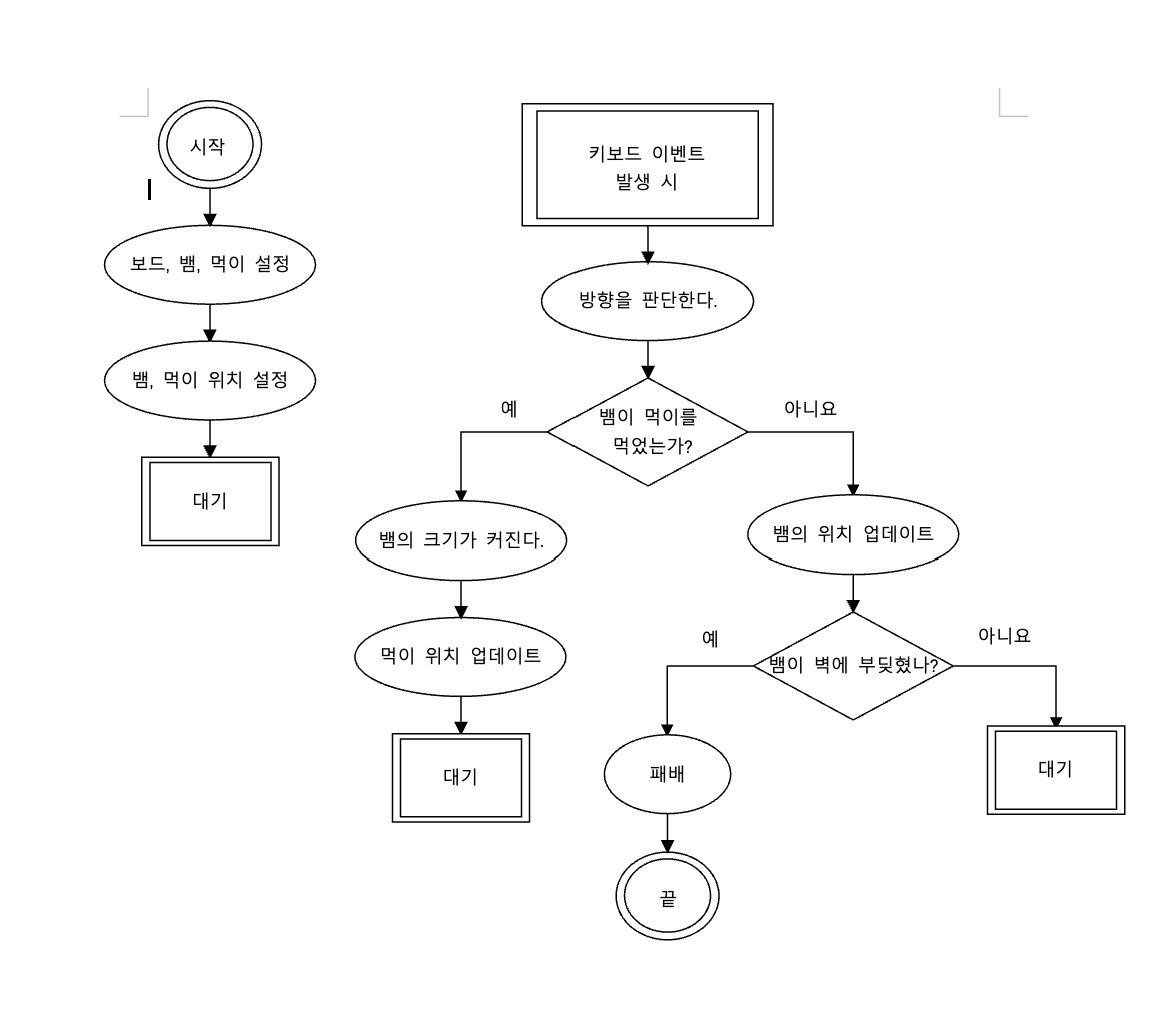 시작
보드, 뱀, 먹이 설정
뱀, 먹이 위치 설정
대기
키보드 이벤트
발생 시
방향을 판단한다.
뱀이 먹이를
먹었는가?
예
아니요
뱀의 크기가 커진다.
먹이 위치 업데이트
대기
뱀의 위치 업데이트
뱀이 벽에 부딪혔나?
예
아니요
패배
끝
대기